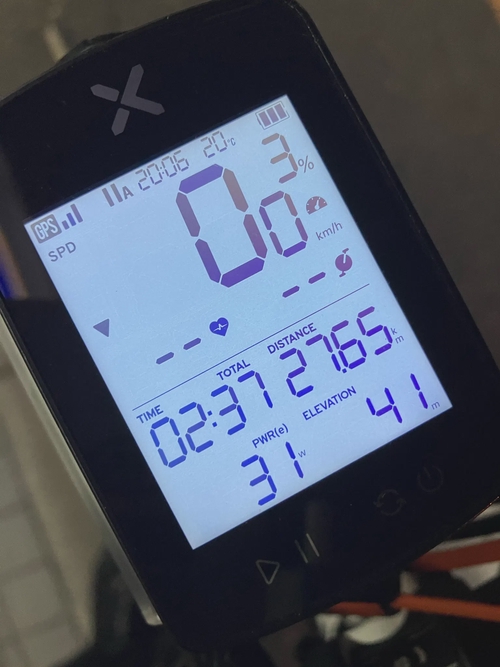 X
GPS A 20:06 20°C
SPD 0.0 3%
km/h
-- --
TIME TOTAL DISTANCE
02:37 27.65 km
PWR(e) ELEVATION
31 w 41 m